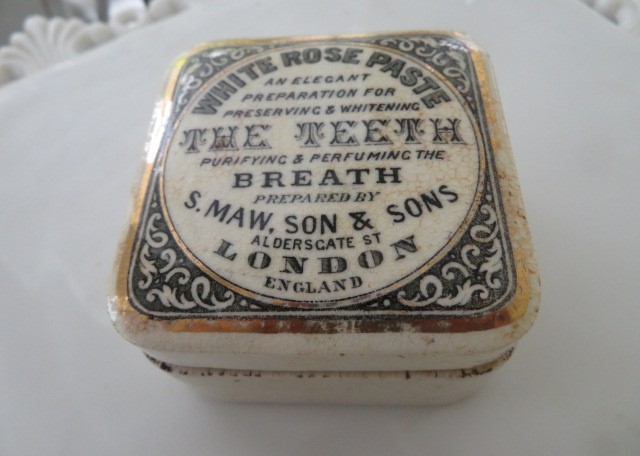 WHITE ROSE PASTE
AN ELEGANT
PREPARATION FOR
PRESERVING & WHITENING
THE TEETH
PURIFYING & PERFUMING THE
BREATH
PREPARED BY
S. MAW, SON & SONS
ALDERSGATE ST
LONDON
ENGLAND